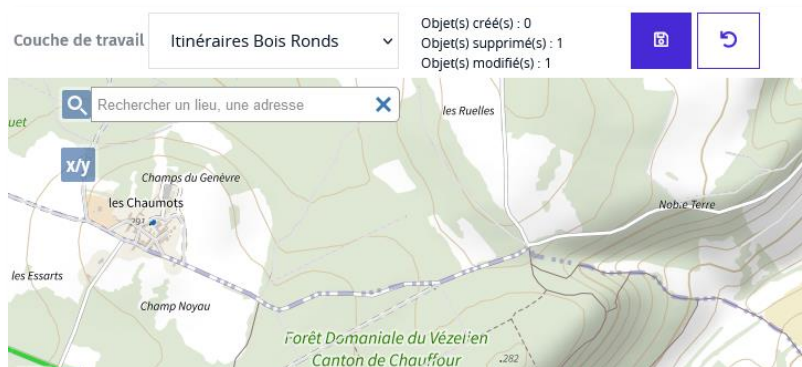 Couche de travail
Itinéraires Bois Ronds
Objet(s) créé(s) : 0
Objet(s) supprimé(s) : 1
Objet(s) modifié(s) : 1
Rechercher un lieu, une adresse
les Ruelles
uet
x/y
Champs du Genèvre
les Chaumots
191
Noble Terre
les Essarts
Champ Noyau
Forêt Domaniale du Vézelien
Canton de Chauffour
.282